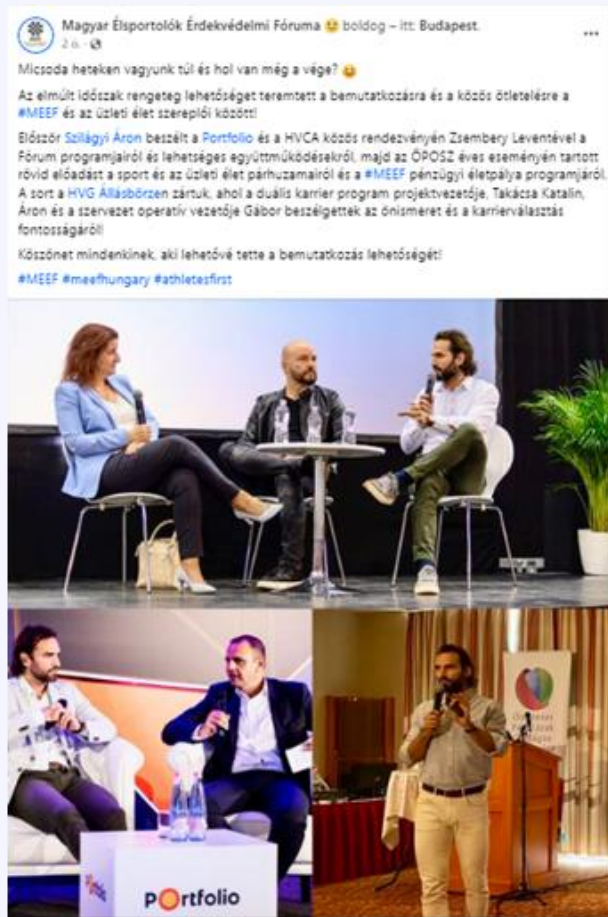 Magyar Élsportolók Érdekvédelmi Fóruma 😊 boldog – itt: Budapest.
2 ó. ·
Micsoda heteken vagyunk túl és hol van még a vége? 😊
Az elmúlt időszak rengeteg lehetőséget teremtett a bemutatkozásra és a közös ötletelésre a
#MEEF és az üzleti élet szereplői között!
Először Szilágyi Áron beszélt a Portfolio és a HVCA közös rendezvényén Zsembery Leventével a
Fórum programjairól és lehetséges együttműködésekről, majd az ÖPOSZ éves eseményén tartott
rövid előadást a sport és az üzleti élet párhuzamairól és a #MEEF pénzügyi életpálya programjáról.
A sort a HVG Állásbörzén zártuk, ahol a duális karrier program projektvezetője, Takácsa Katalin,
Áron és a szervezet operatív vezetője Gábor beszélgettek az önismeret és a karrierválasztás
fontosságáról!
Köszönet mindenkinek, aki lehetővé tette a bemutatkozás lehetőségét!
#MEEF #meefhungary #athletesfirst
Portfolio